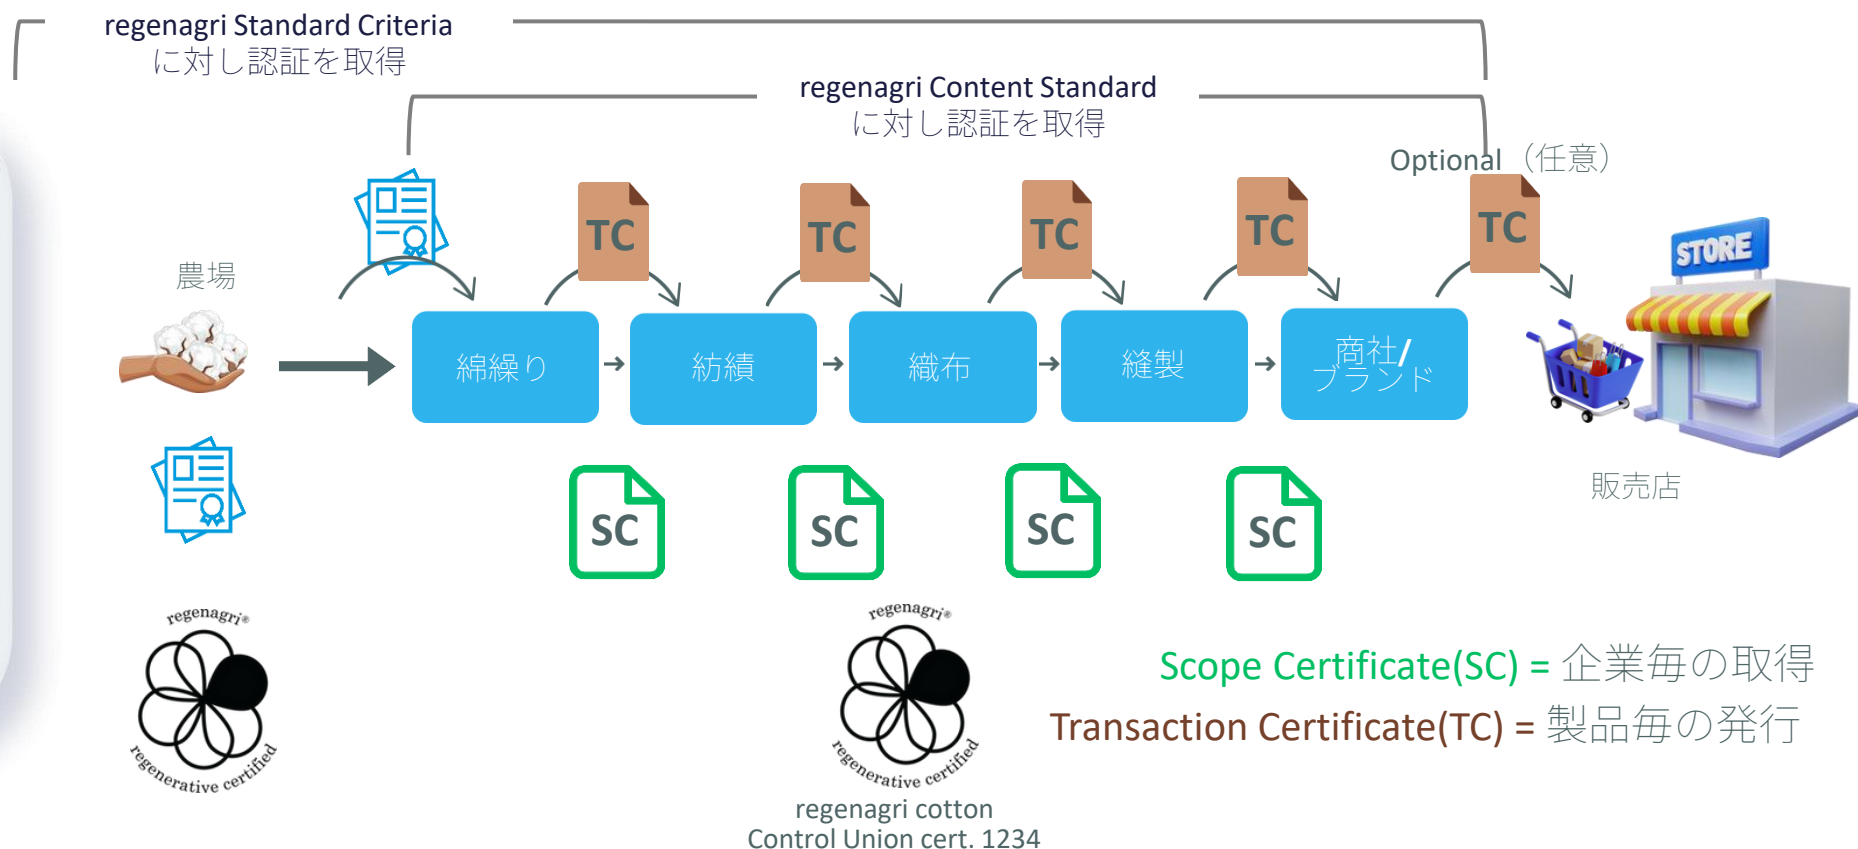 regenagri Standard Criteria
に対し認証を取得
regenagri Content Standard
に対し認証を取得
Optional （任意）
TC
TC
TC
TC
TC
STORE
農場
綿繰り
紡績
織布
縫製
商社/
ブランド
販売店
SC
SC
SC
SC
regenagri®
regenerative certified
regenagri®
regenerative certified
regenagri cotton
Control Union cert. 1234
Scope Certificate(SC) = 企業毎の取得
Transaction Certificate(TC) = 製品毎の発行